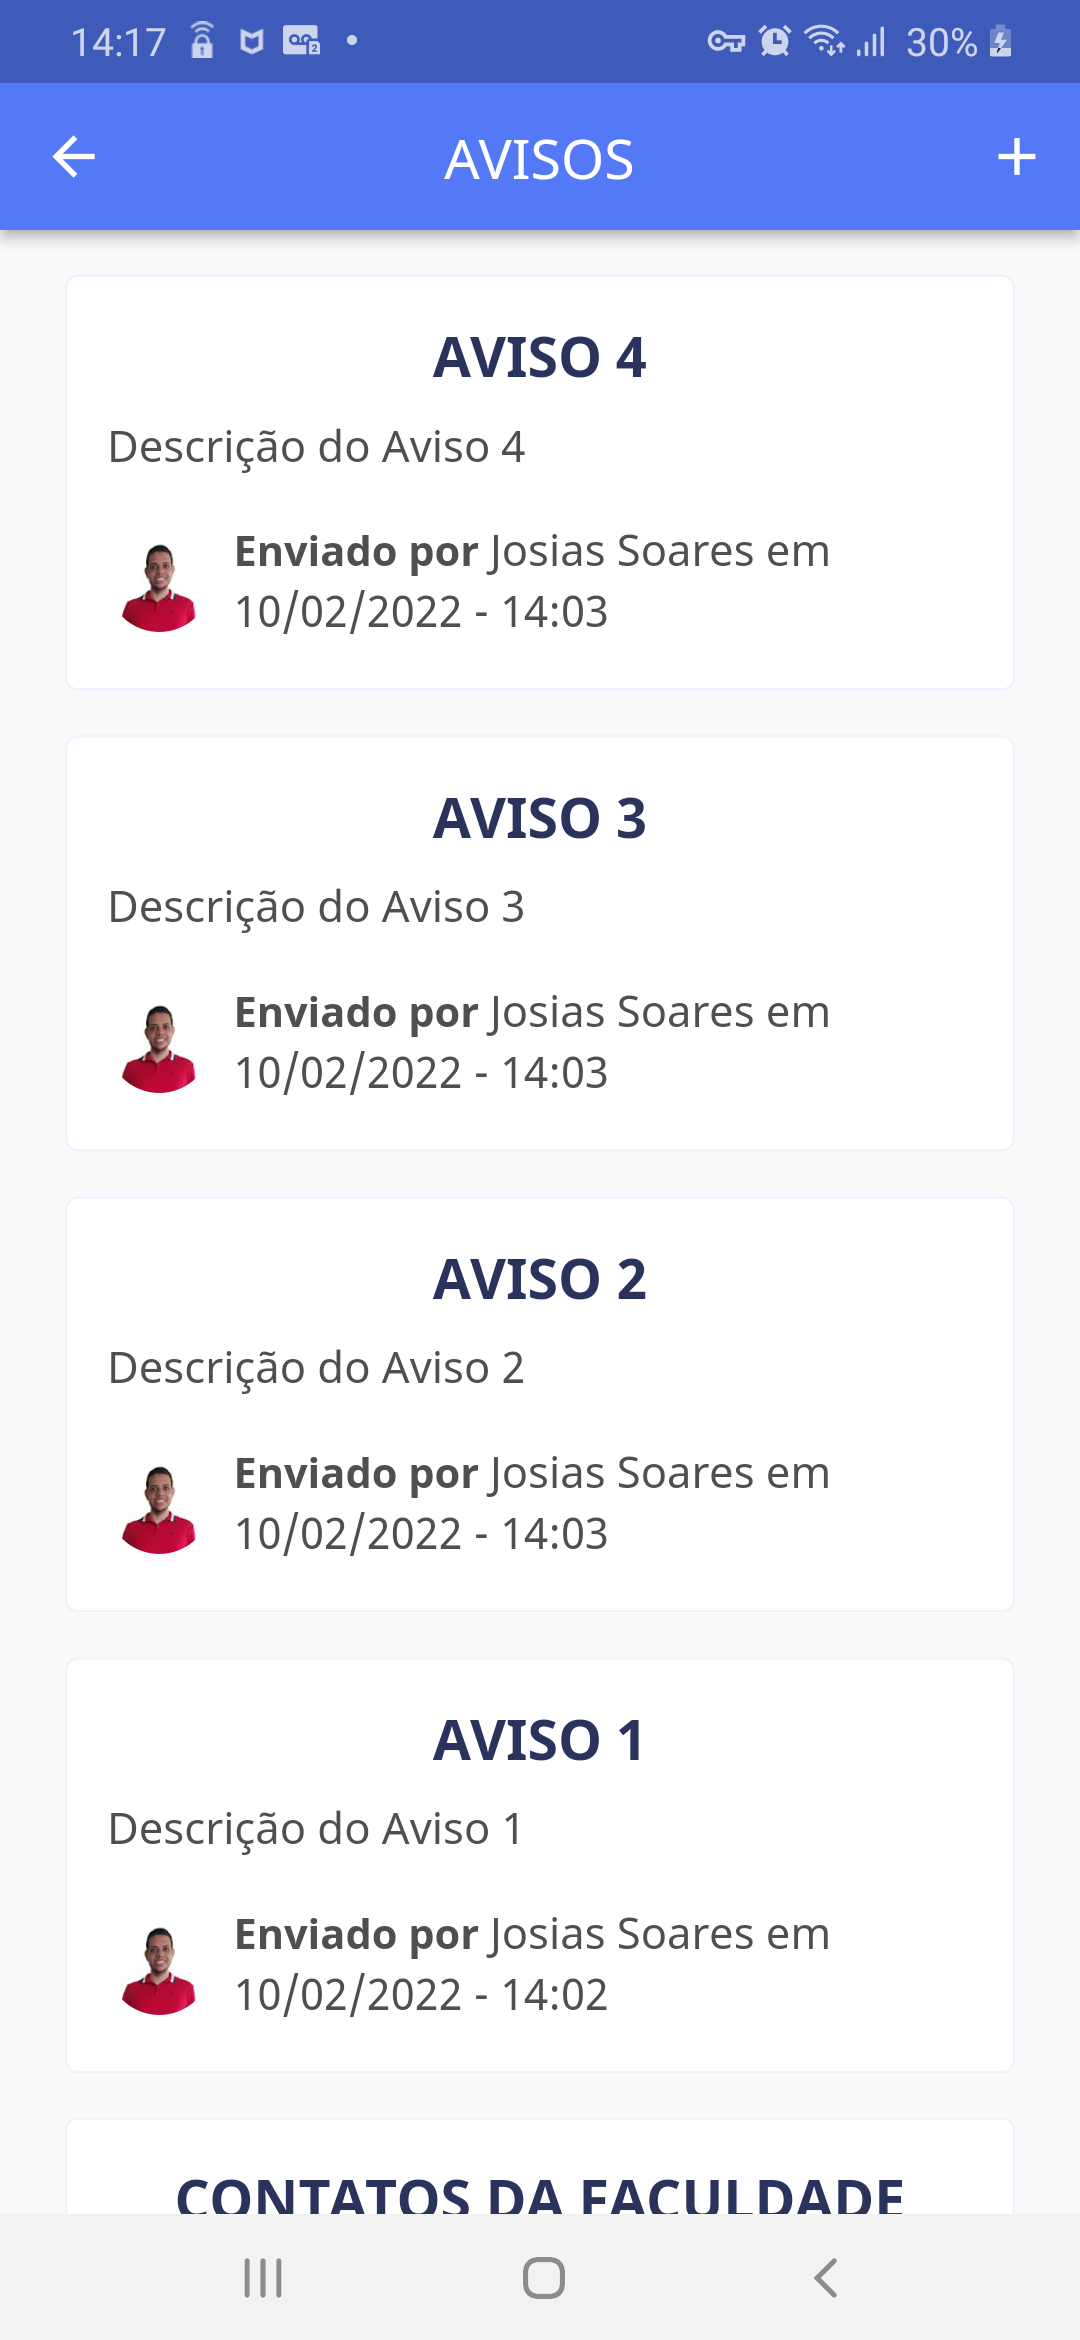 14:17
30%
AVISOS
AVISO 4
Descrição do Aviso 4
Enviado por Josias Soares em
10/02/2022 - 14:03
AVISO 3
Descrição do Aviso 3
Enviado por Josias Soares em
10/02/2022 - 14:03
AVISO 2
Descrição do Aviso 2
Enviado por Josias Soares em
10/02/2022 - 14:03
AVISO 1
Descrição do Aviso 1
Enviado por Josias Soares em
10/02/2022 - 14:02
CONTATOS DA FACULDADE